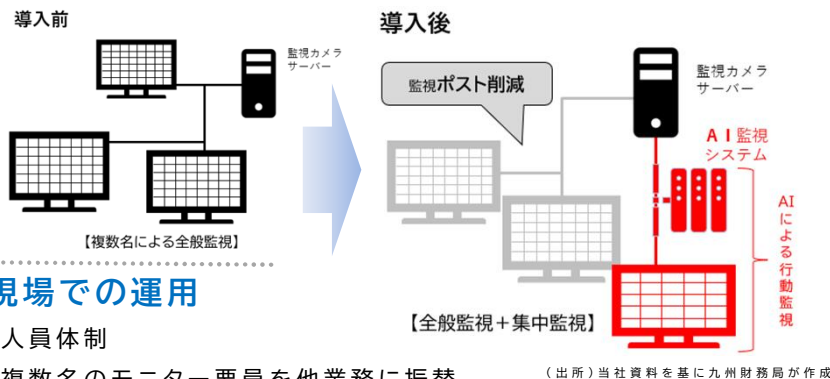 導入前
監視カメラ
サーバー
【複数名による全般監視】
導入後
監視ポスト削減
監視カメラ
サーバー
AI監視
システム
AIによる行動監視
【全般監視+集中監視】
現場での運用
人員体制
複数名のモニター要員を他業務に振替
(出所)当社資料を基に九州財務局が作成